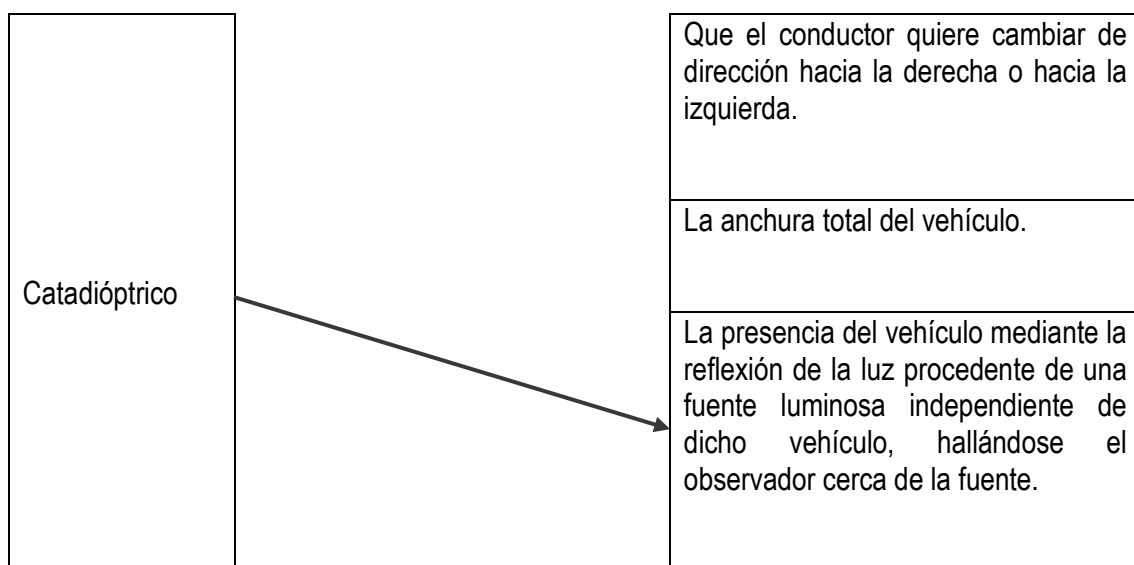 Catadióptrico
Que el conductor quiere cambiar de
dirección hacia la derecha o hacia la
izquierda.
La anchura total del vehículo.
La presencia del vehículo mediante la
reflexión de la luz procedente de una
fuente luminosa independiente de
dicho vehículo, hallándose el
observador cerca de la fuente.